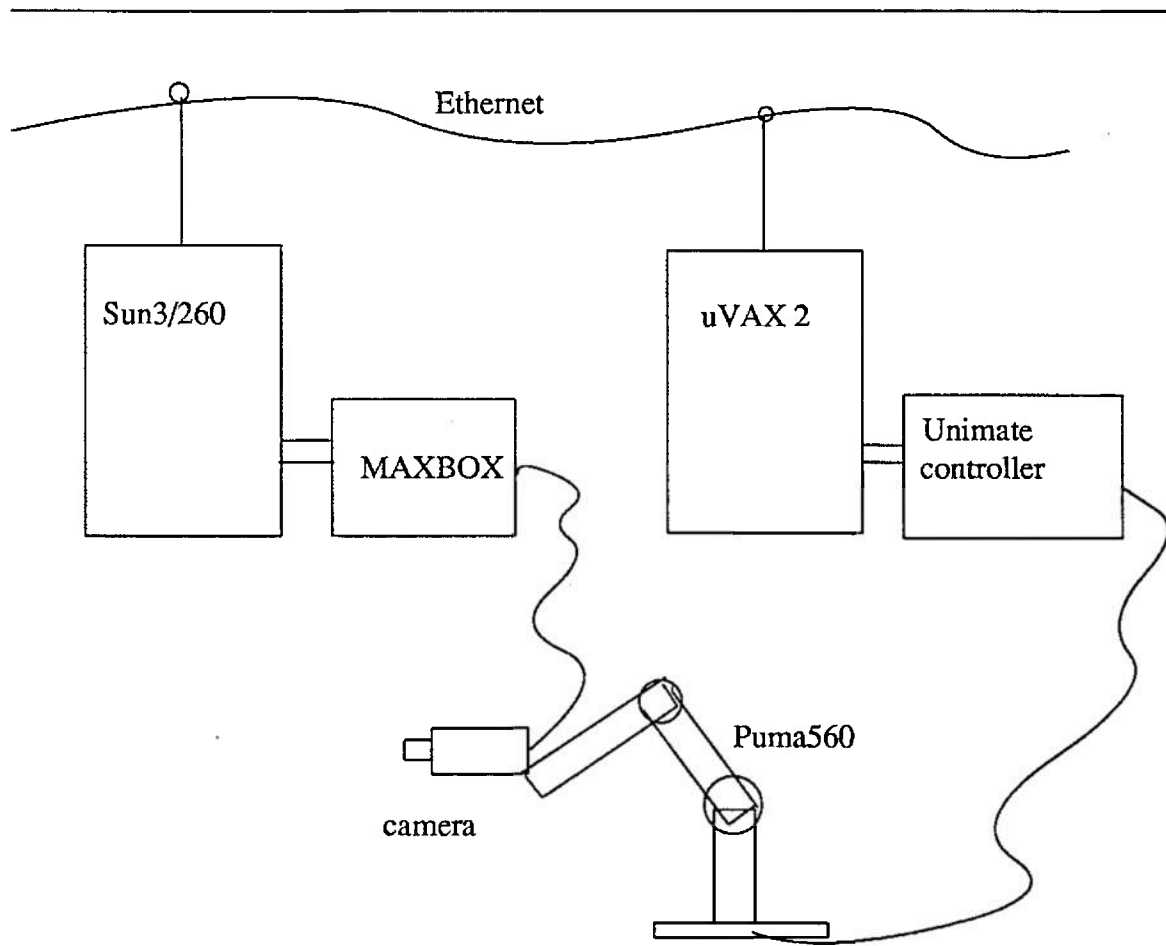 Ethernet
Sun3/260
uVAX 2
MAXBOX
Unimate
controller
Puma560
camera